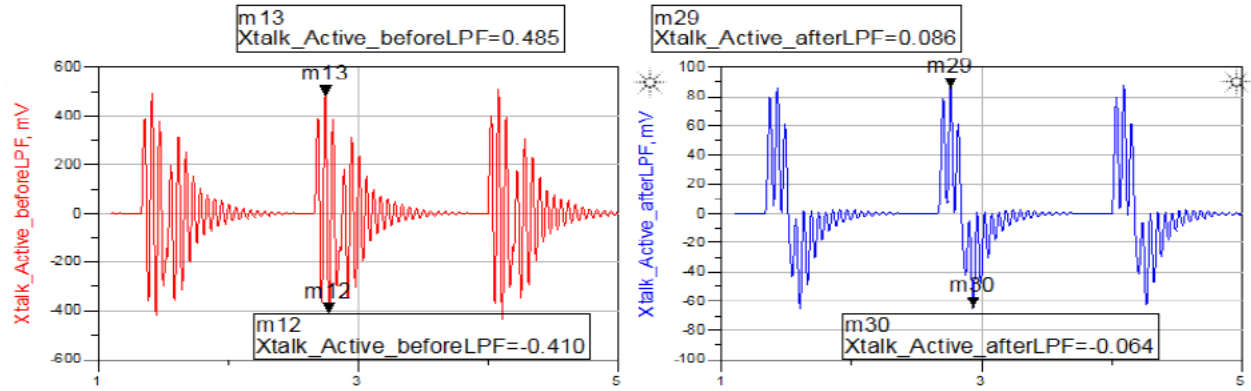 m13
Xtalk_Active_beforeLPF=0.485
m29
Xtalk_Active_afterLPF=0.086
Xtalk_Active_beforeLPF, mV
600
400
200
0
-200
-400
-600
m13
m12
m12
Xtalk_Active_beforeLPF=-0.410
1
3
5
Xtalk_Active_afterLPF, mV
100
80
60
40
20
0
-20
-40
-60
-80
-100
m29
m30
m30
Xtalk_Active_afterLPF=-0.064
1
3
5